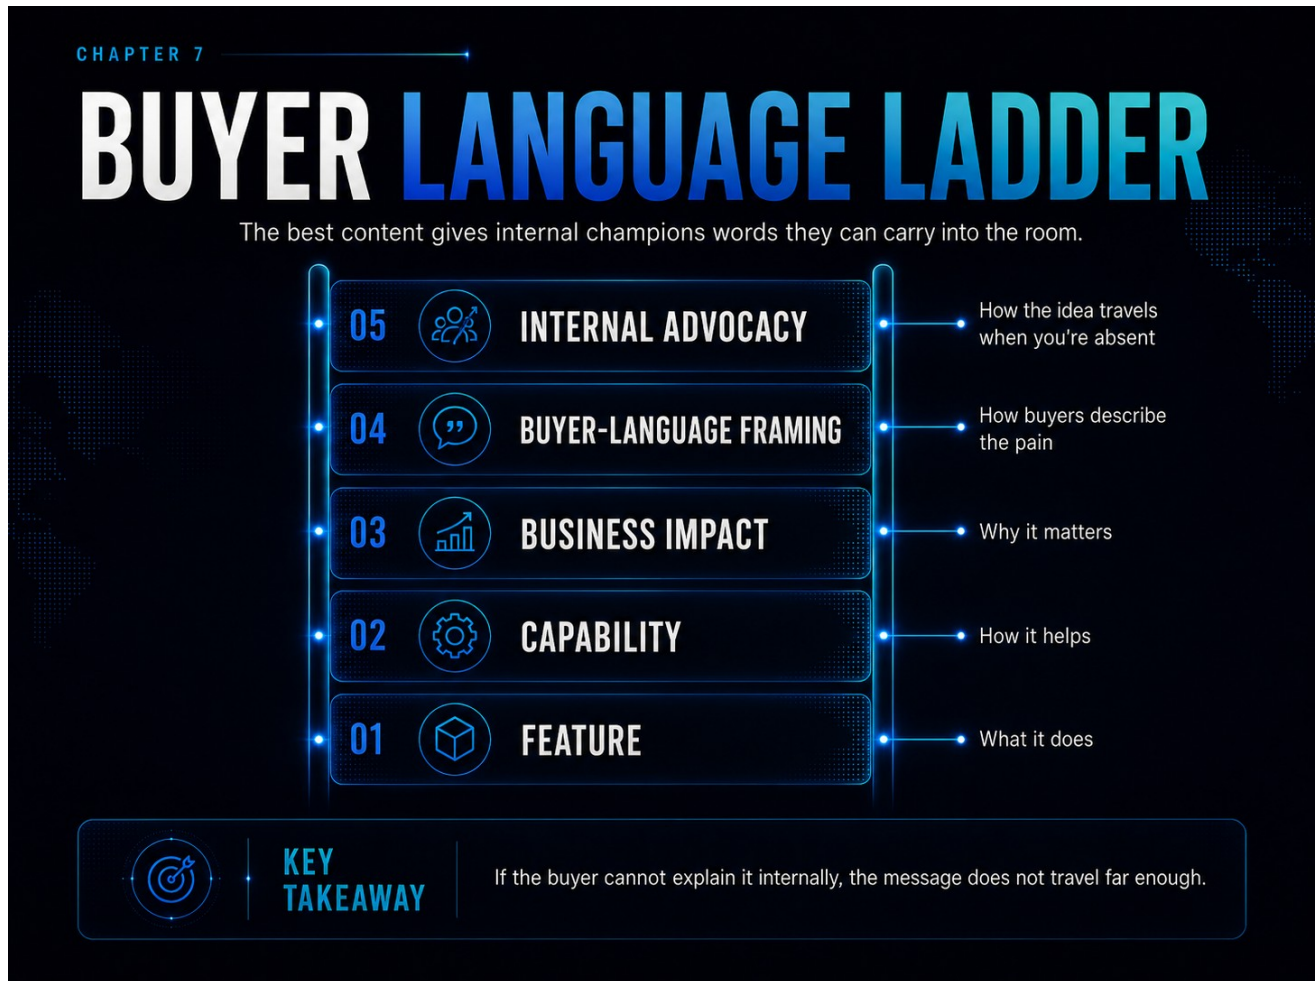 CHAPTER 7
BUYER LANGUAGE LADDER
The best content gives internal champions words they can carry into the room.
05 INTERNAL ADVOCACY
How the idea travels
when you're absent
04 BUYER-LANGUAGE FRAMING
How buyers describe
the pain
03 BUSINESS IMPACT
Why it matters
02 CAPABILITY
How it helps
01 FEATURE
What it does
KEY
TAKEAWAY
If the buyer cannot explain it internally, the message does not travel far enough.